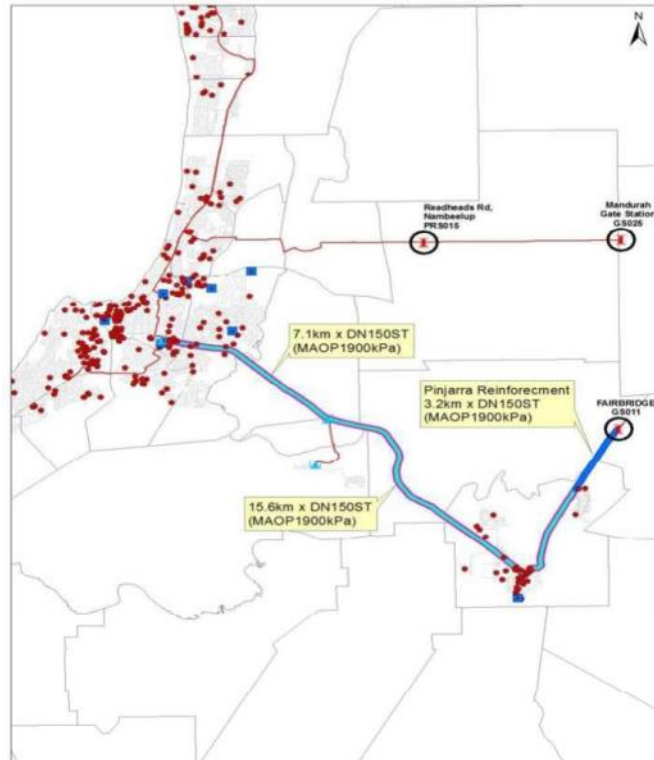 N
Readheads Rd,
Nambeelup
PRS015
Mandurah
Gate Station
GS025
7.1km x DN150ST
(MAOP1900kPa)
Pinjarra Reinforecment
3.2km x DN150ST
(MAOP1900kPa)
FAIRBRIDGE
GS011
15.6km x DN150ST
(MAOP1900kPa)